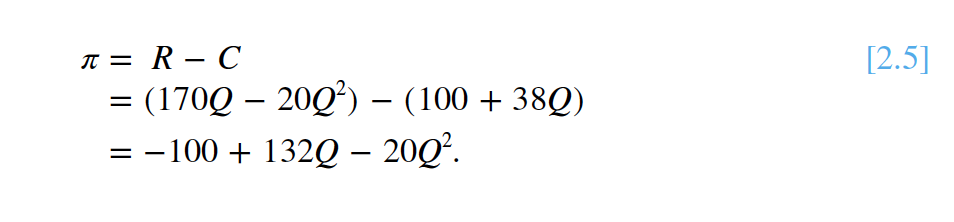 π = R − C [2.5]
= (170Q − 20Q²) − (100 + 38Q)
= −100 + 132Q − 20Q².